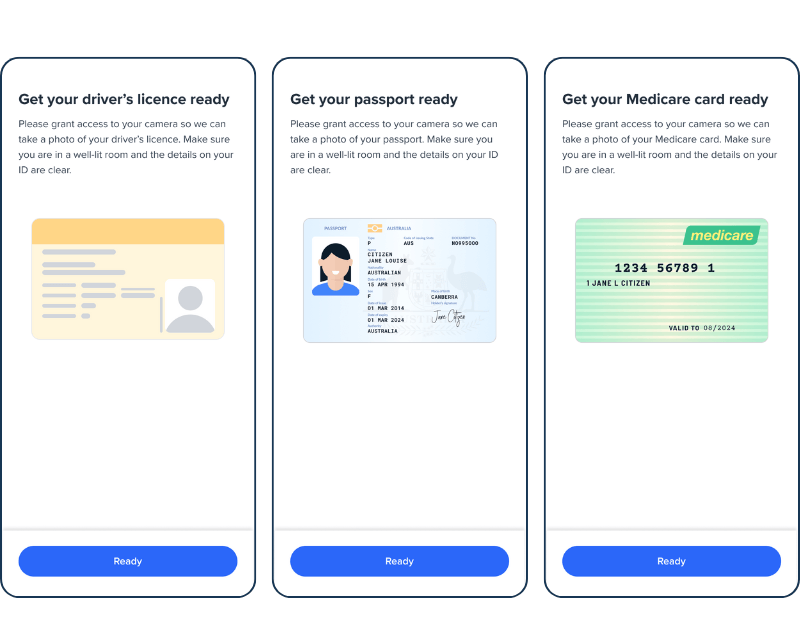 Get your driver's licence ready
Please grant access to your camera so we can
take a photo of your driver's licence. Make sure
you are in a well-lit room and the details on your
ID are clear.
Ready
Get your passport ready
Please grant access to your camera so we can
take a photo of your passport. Make sure you
are in a well-lit room and the details on your ID
are clear.
PASSPORT AUSTRALIA
P AUS N0995000
CITIZEN
JANE LOUISE
AUSTRALIAN
Date of birth
15 APR 1994
F
Place of birth
CANBERRA
01 MAR 2014
01 MAR 2024
AUSTRALIA
Jane Citizen
Ready
Get your Medicare card ready
Please grant access to your camera so we can
take a photo of your Medicare card. Make sure
you are in a well-lit room and the details on your
ID are clear.
medicare
1234 56789 1
1 JANE L CITIZEN
VALID TO 08/2024
Ready